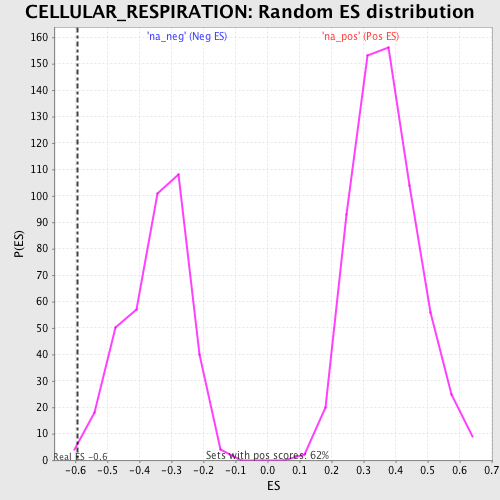 CELLULAR_RESPIRATION: Random ES distribution
'na_neg' (Neg ES) 'na_pos' (Pos ES)
160
150
140
130
120
110
100
90
80
70
60
50
40
30
20
10
0
P(ES)
Real ES -0.6 Sets with pos scores: 62%
-0.6 -0.5 -0.4 -0.3 -0.2 -0.1 0.0 0.1 0.2 0.3 0.4 0.5 0.6 0.7
ES